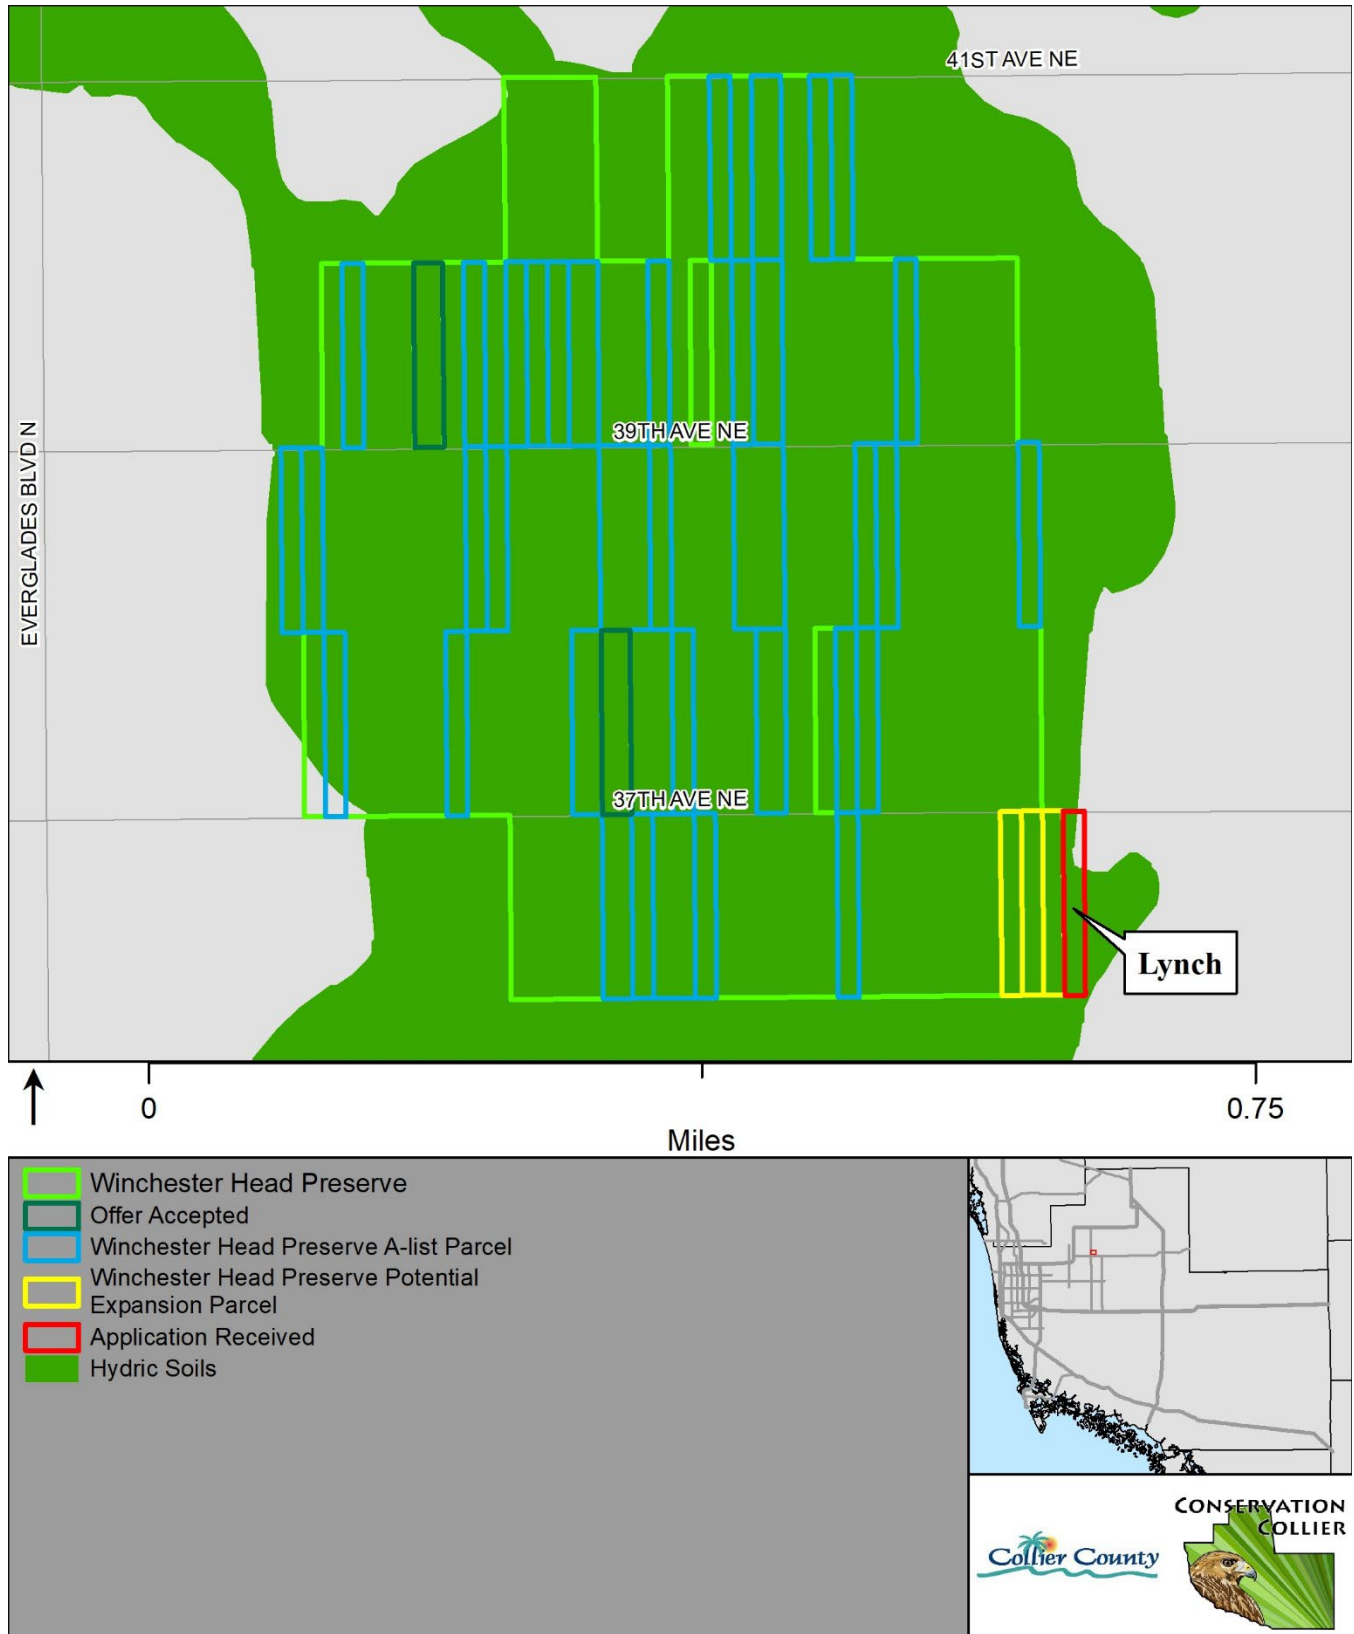 41ST AVE NE
39TH AVE NE
EVERGLADES BLVD N
37TH AVE NE
Lynch
0
0.75
Miles
Winchester Head Preserve
Offer Accepted
Winchester Head Preserve A-list Parcel
Winchester Head Preserve Potential
Expansion Parcel
Application Received
Hydric Soils
CONSERVATION
COLLIER
Collier County